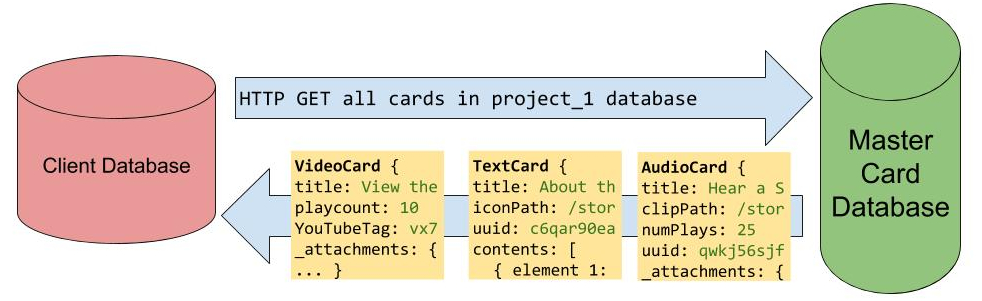 Client Database
HTTP GET all cards in project_1 database
VideoCard {
title: View the
playcount: 10
YouTubeTag: vx7
_attachments: {
... }
TextCard {
title: About th
iconPath: /stor
uuid: c6qar90ea
contents: [
{ element 1:
AudioCard {
title: Hear a S
clipPath: /stor
numPlays: 25
uuid: qwkj56sjf
_attachments: {
Master
Card
Database